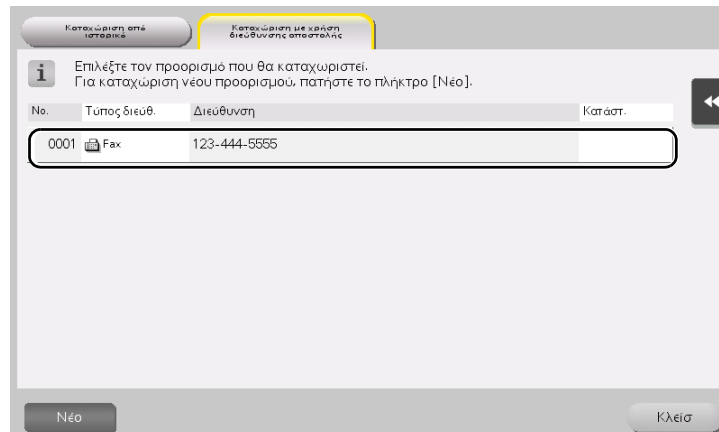 Καταχώριση από
ιστορικό
Καταχώριση με χρήση
διεύθυνσης αποστολής
i
Επιλέξτε τον προορισμό που θα καταχωριστεί.
Για καταχώριση νέου προορισμού, πατήστε το πλήκτρο [Νέο].
No. Τύπος διεύθ. Διεύθυνση Κατάστ.
0001 Fax 123-444-5555
Νέο
Κλείσ